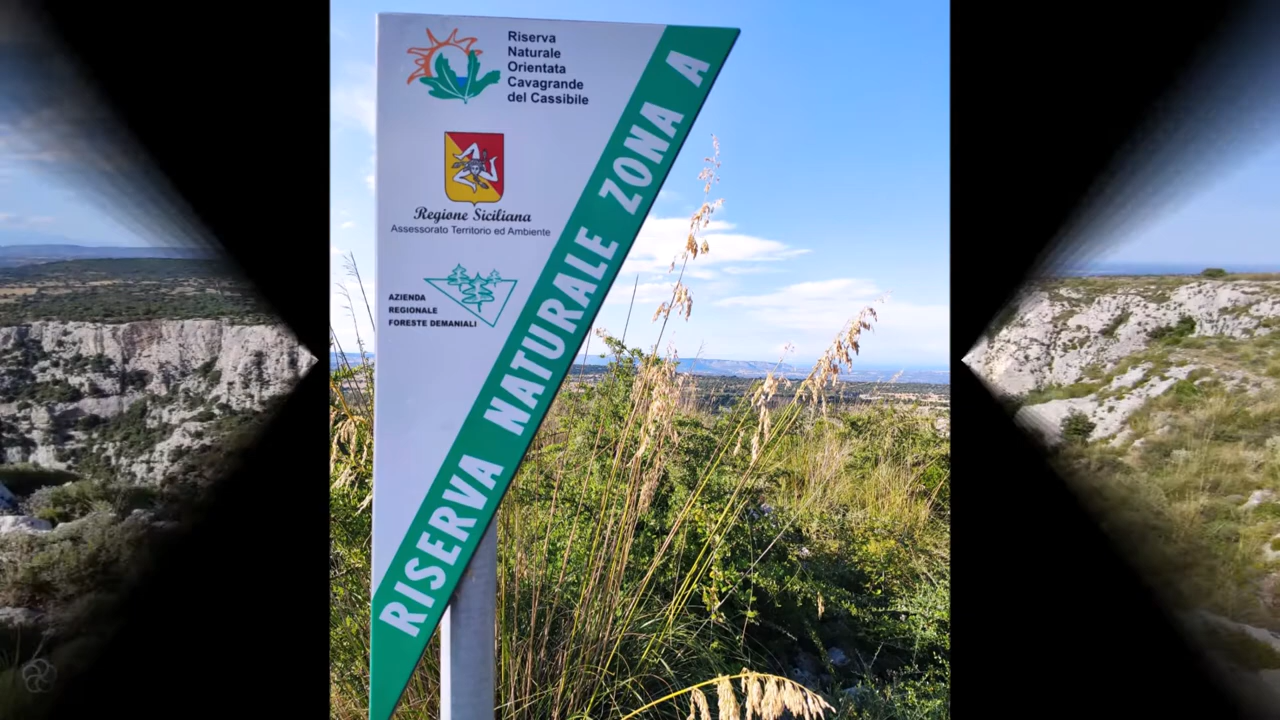 Riserva
Naturale
Orientata
Cavagrande
del Cassibile
Regione Siciliana
Assessorato Territorio ed Ambiente
AZIENDA
REGIONALE
FORESTE DEMANIALI
RISERVA NATURALE ZONA A